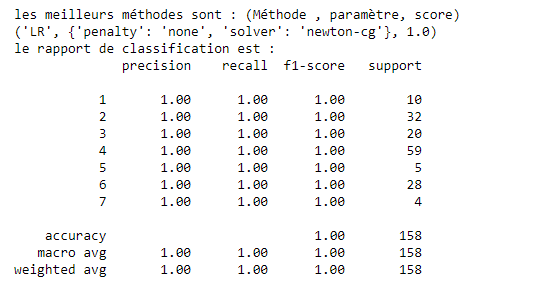 les meilleurs méthodes sont : (Méthode , paramètre, score)
('LR', {'penalty': 'none', 'solver': 'newton-cg'}, 1.0)
le rapport de classification est :
precision recall f1-score support
1 1.00 1.00 1.00 10
2 1.00 1.00 1.00 32
3 1.00 1.00 1.00 20
4 1.00 1.00 1.00 59
5 1.00 1.00 1.00 5
6 1.00 1.00 1.00 28
7 1.00 1.00 1.00 4
accuracy 1.00 158
macro avg 1.00 1.00 1.00 158
weighted avg 1.00 1.00 1.00 158